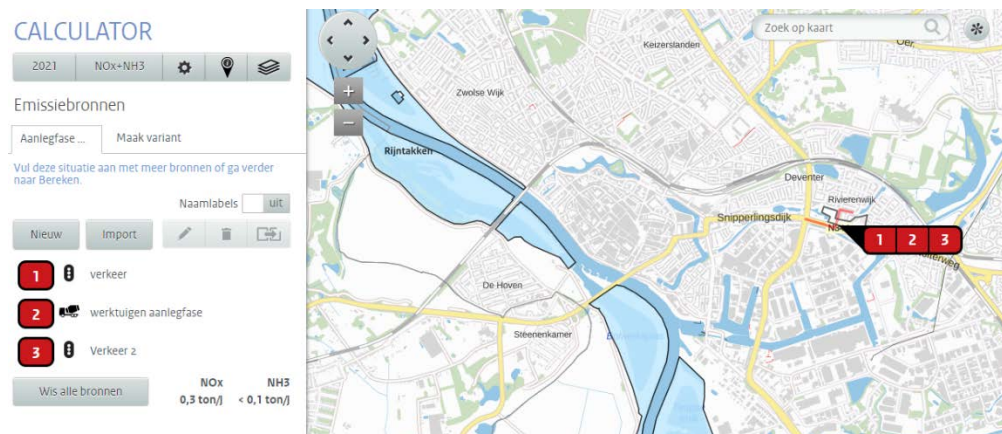 CALCULATOR
2021
NOx+NH3
Emissiebronnen
Aanlegfase ...
Maak variant
Vul deze situatie aan met meer bronnen of ga verder
naar Bereken.
Naamlabels
uit
Nieuw
Import
1
verkeer
2
werktuigen aanlegfase
3
Verkeer 2
Wis alle bronnen
NOx
NH3
0,3 ton/j
< 0,1 ton/j
Zoek op kaart
Keizerslanden
Zwolse Wijk
Rijntakken
Deventer
Rivierenwijk
Snipperlingsdijk
1 2 3
De Hoven
Steenenkamer